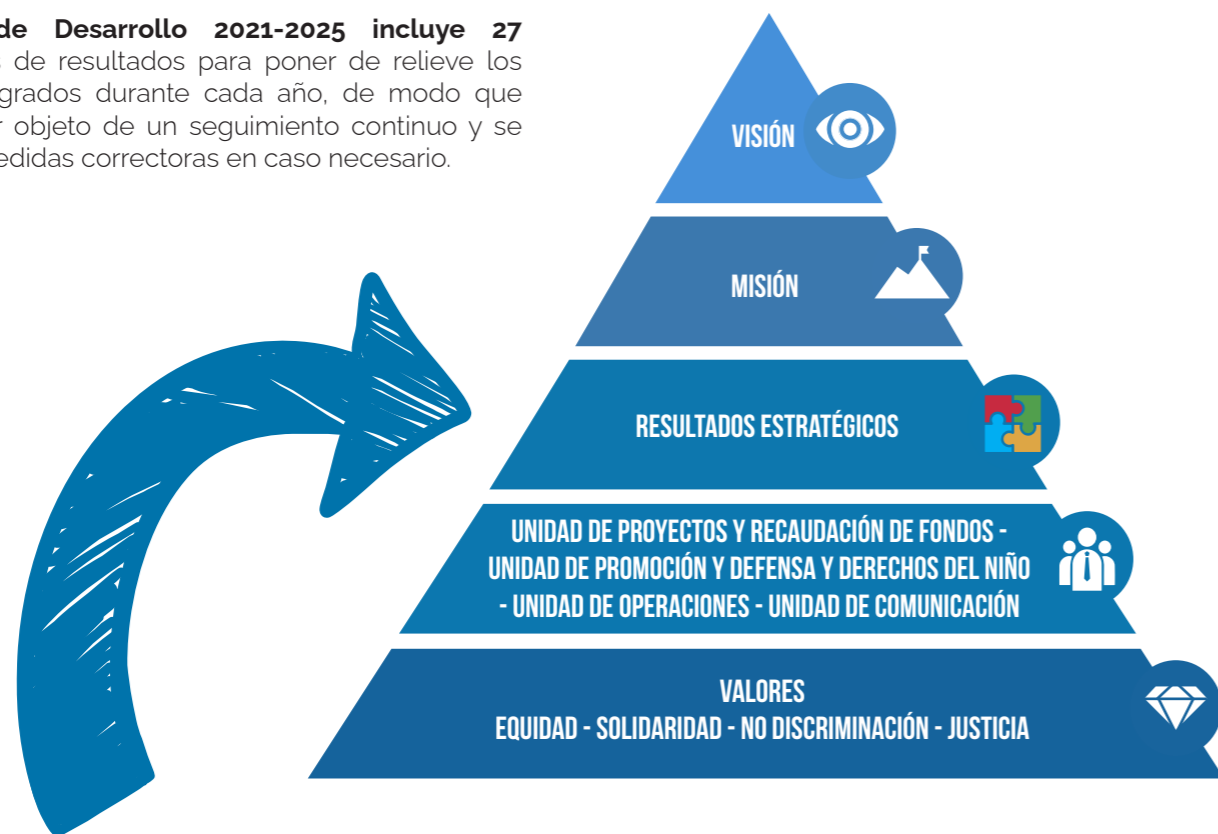 de Desarrollo 2021-2025 incluye 27
de resultados para poner de relieve los
durante cada año, de modo que
objeto de un seguimiento continuo y se
correctoras en caso necesario.
VISIÓN
MISIÓN
RESULTADOS ESTRATÉGICOS
UNIDAD DE PROYECTOS Y RECAUDACIÓN DE FONDOS -
UNIDAD DE PROMOCIÓN Y DEFENSA Y DERECHOS DEL NIÑO
- UNIDAD DE OPERACIONES - UNIDAD DE COMUNICACIÓN
VALORES
EQUIDAD - SOLIDARIDAD - NO DISCRIMINACIÓN - JUSTICIA